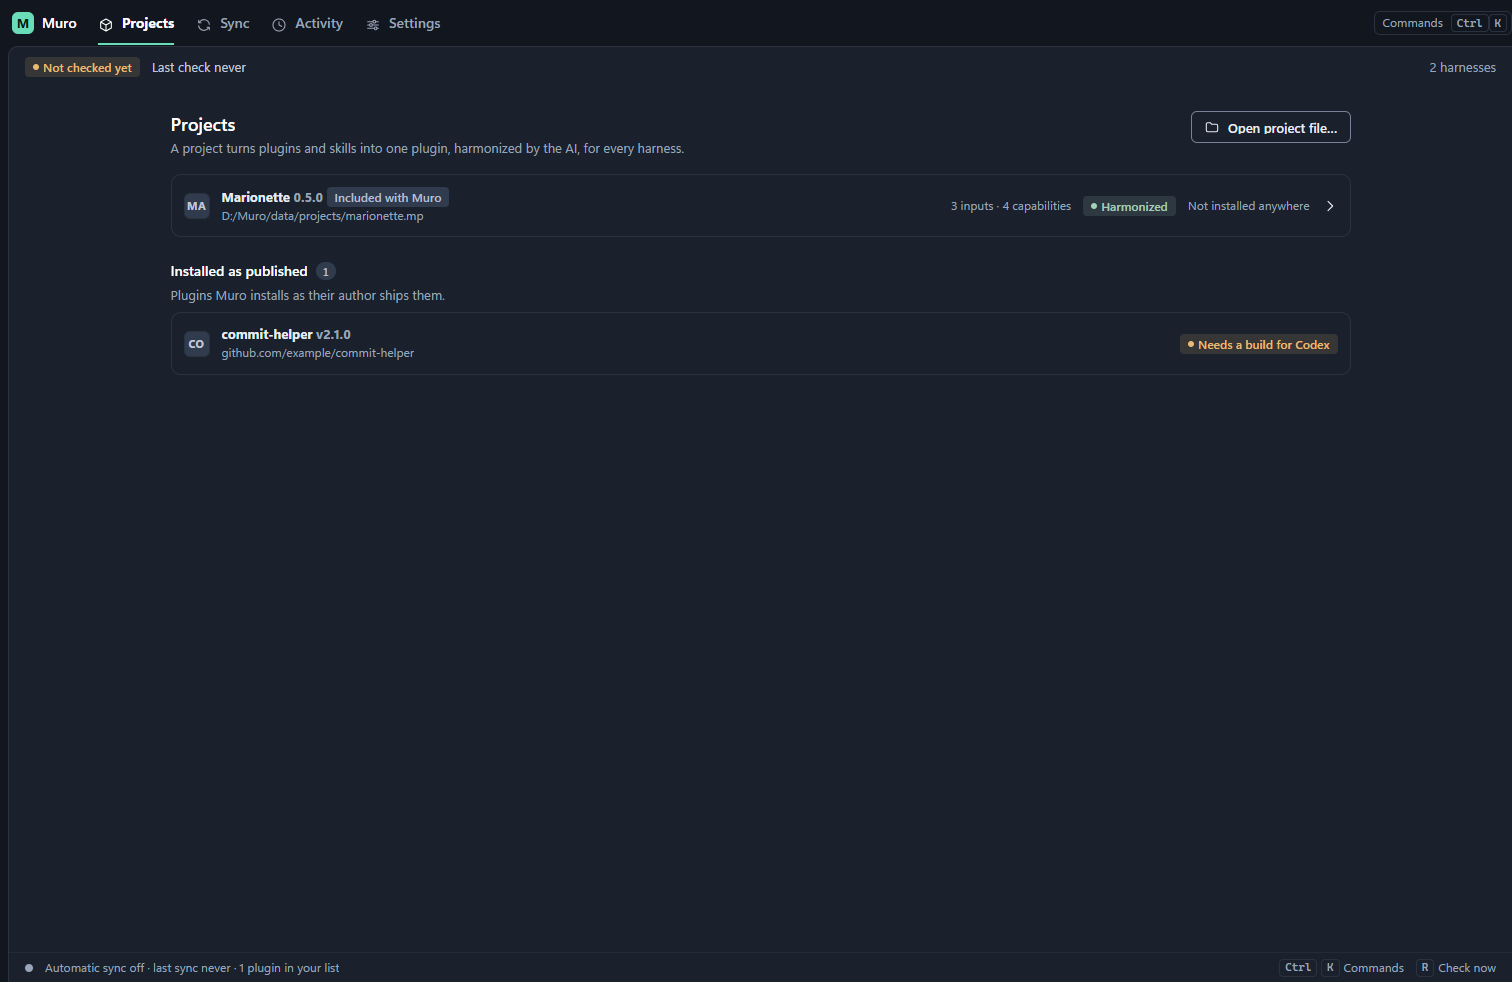 M Muro Projects Sync Activity Settings Commands Ctrl K
Not checked yet Last check never 2 harnesses
Projects
Open project file...
A project turns plugins and skills into one plugin, harmonized by the AI, for every harness.
MA Marionette 0.5.0 Included with Muro
D:/Muro/data/projects/marionette.mp
3 inputs · 4 capabilities Harmonized Not installed anywhere
Installed as published 1
Plugins Muro installs as their author ships them.
CO commit-helper v2.1.0
github.com/example/commit-helper
Needs a build for Codex
Automatic sync off · last sync never · 1 plugin in your list Ctrl K Commands R Check now